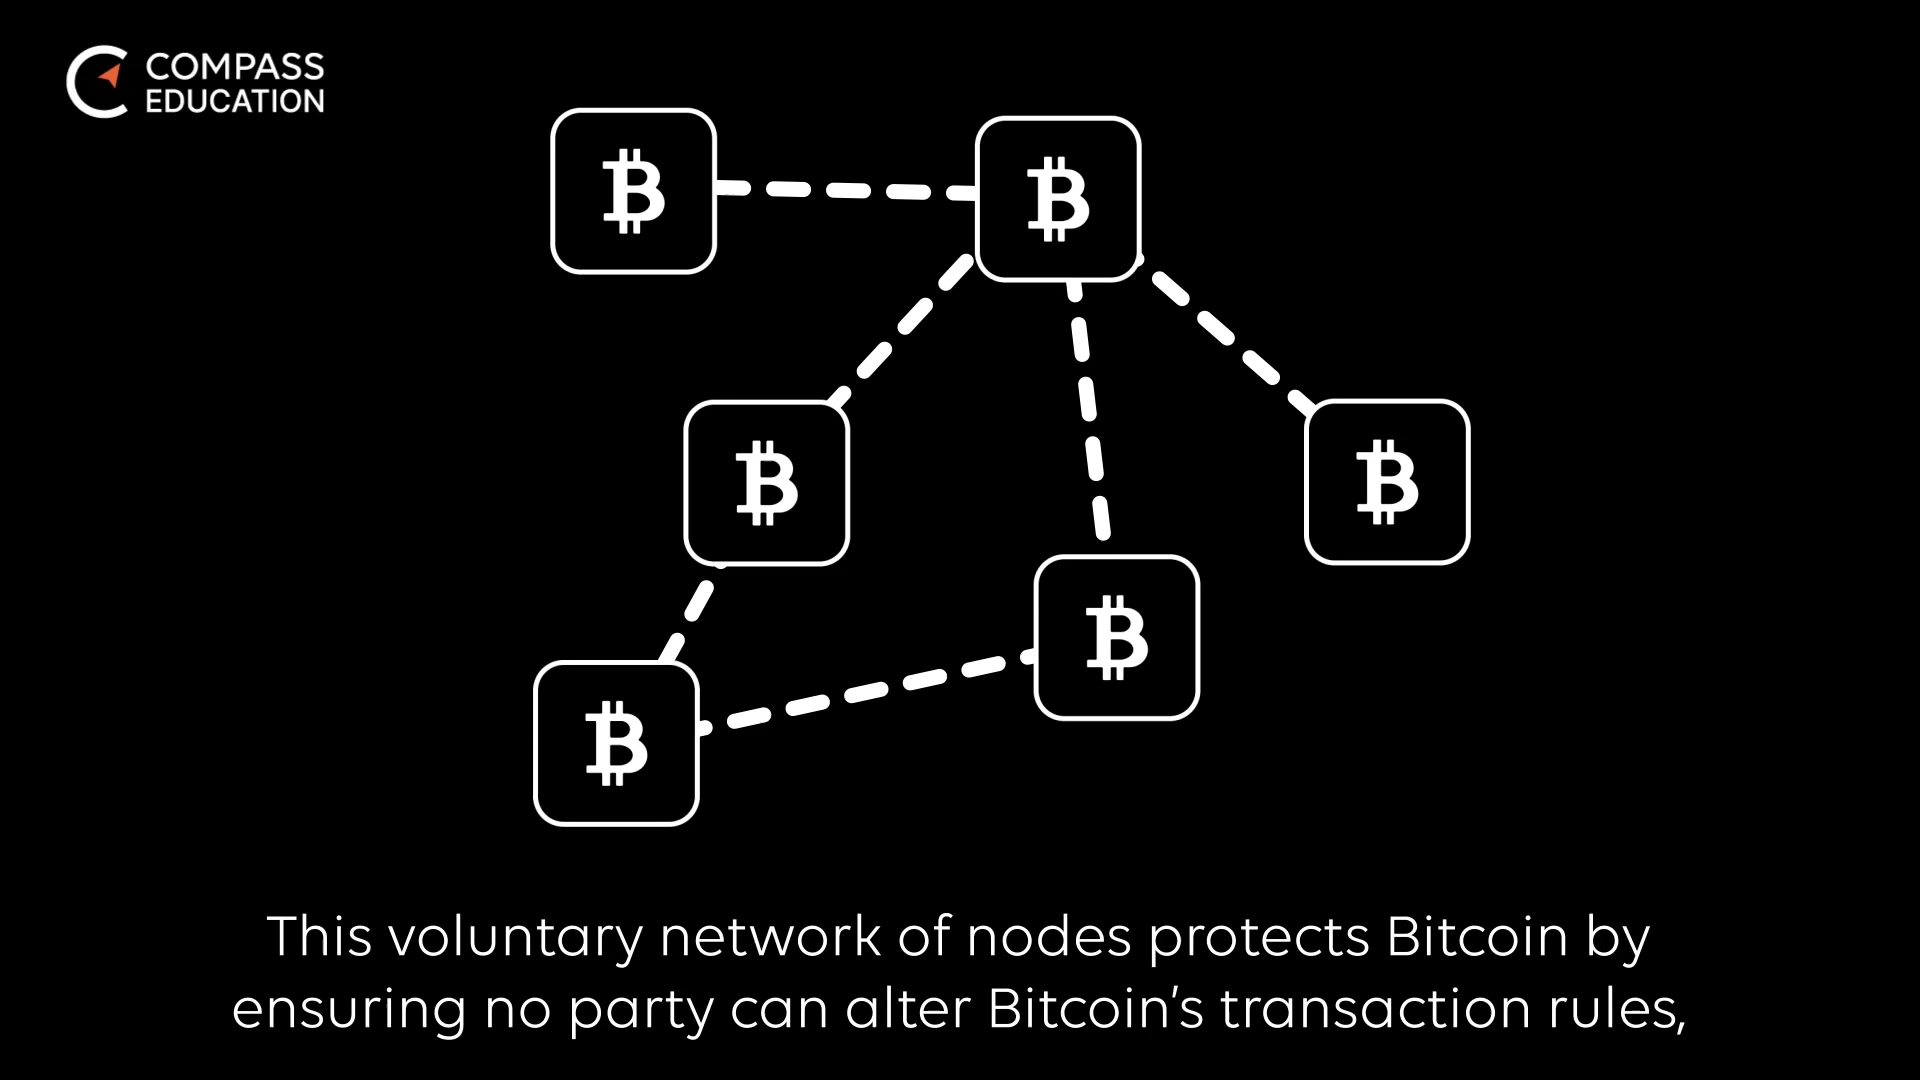 COMPASS
EDUCATION
This voluntary network of nodes protects Bitcoin by
ensuring no party can alter Bitcoin's transaction rules,